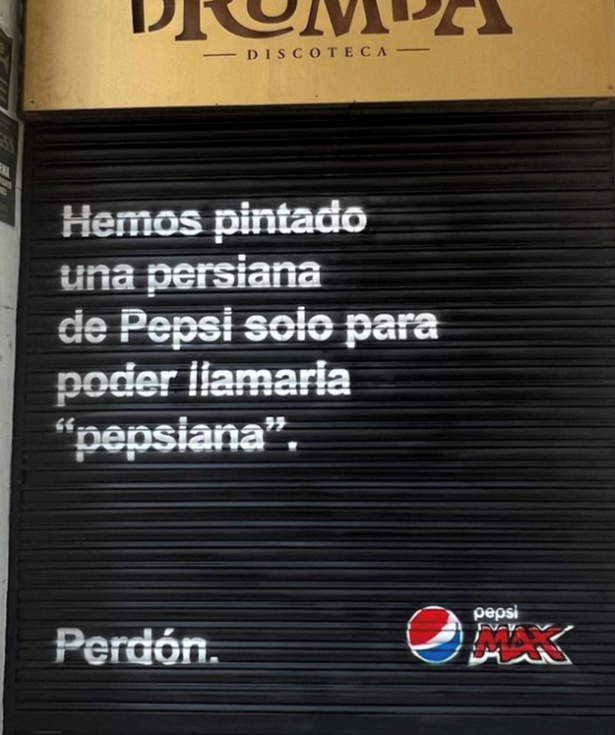 DISCOTECA
Hemos pintado
una persiana
de Pepsi solo para
poder llamarla
“pepsiana”.
Perdón.
pepsi
MAX